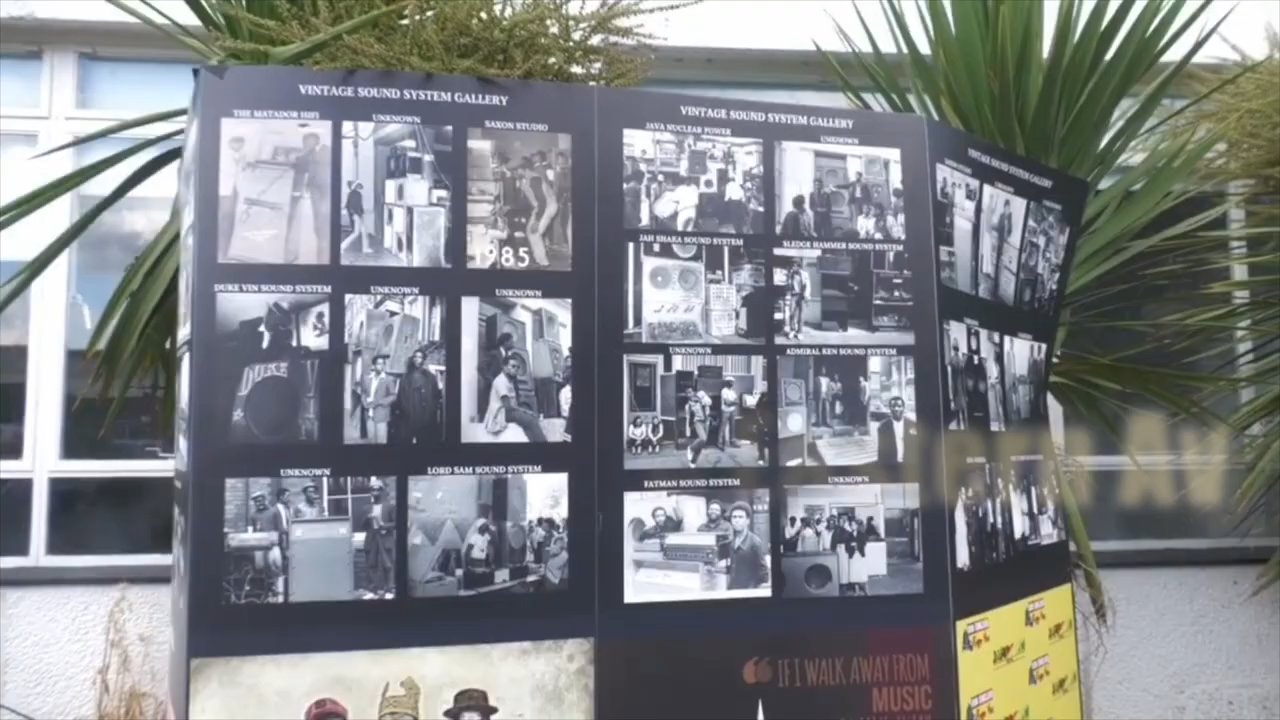 VINTAGE SOUND SYSTEM GALLERY
THE MATADOR HIFI
UNKNOWN
SAXON STUDIO
1985
DUKE VIN SOUND SYSTEM
UNKNOWN
UNKNOWN
DUKE
UNKNOWN
LORD SAM SOUND SYSTEM
VINTAGE SOUND SYSTEM GALLERY
JAVA NUCLEAR POWER
UNKNOWN
JAH SHAKA SOUND SYSTEM
SLEDGE HAMMER SOUND SYSTEM
JAH
UNKNOWN
ADMIRAL KEN SOUND SYSTEM
FATMAN SOUND SYSTEM
UNKNOWN
“ IF I WALK AWAY FROM
MUSIC
VINTAGE SOUND SYSTEM GALLERY